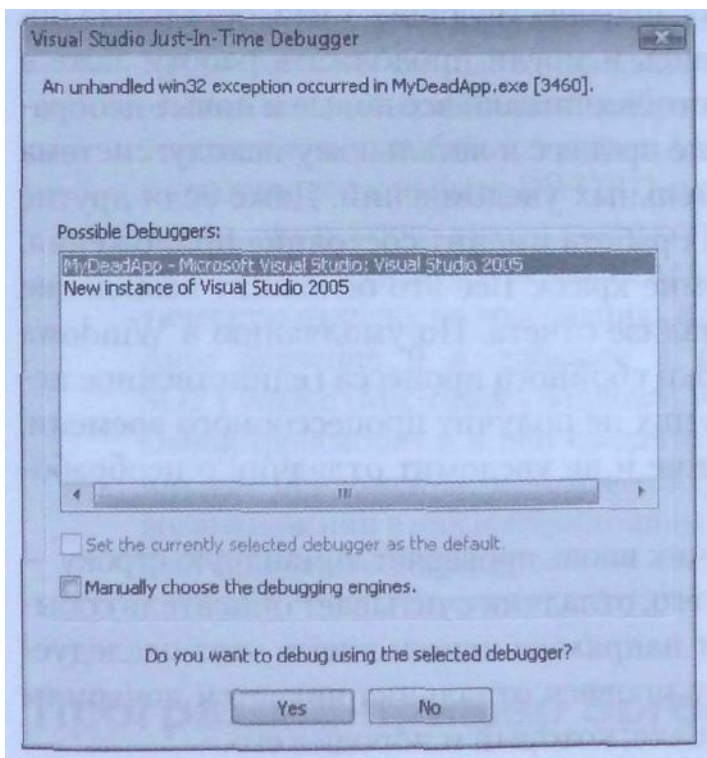 Visual Studio Just-In-Time Debugger
An unhandled win32 exception occurred in MyDeadApp.exe [3460].
Possible Debuggers:
MyDeadApp - Microsoft Visual Studio: Visual Studio 2005
New instance of Visual Studio 2005
Set the currently selected debugger as the default.
Manually choose the debugging engines.
Do you want to debug using the selected debugger?
Yes No